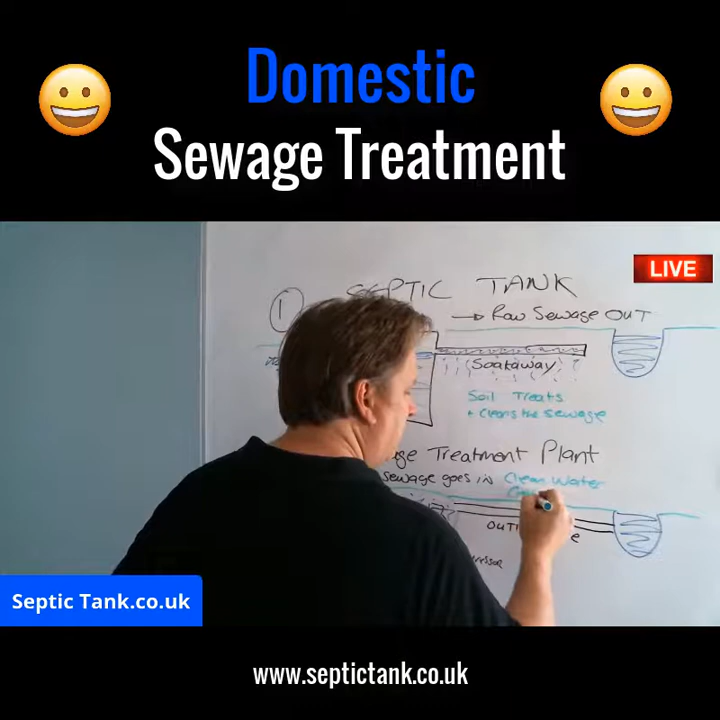 Domestic
Sewage Treatment
LIVE
1 SEPTIC TANK
→ Raw Sewage OUT
Soakaway
Soil Treats
+ Cleans the Sewage
Treatment Plant
Sewage goes in Clean Water
Septic Tank.co.uk
www.septictank.co.uk